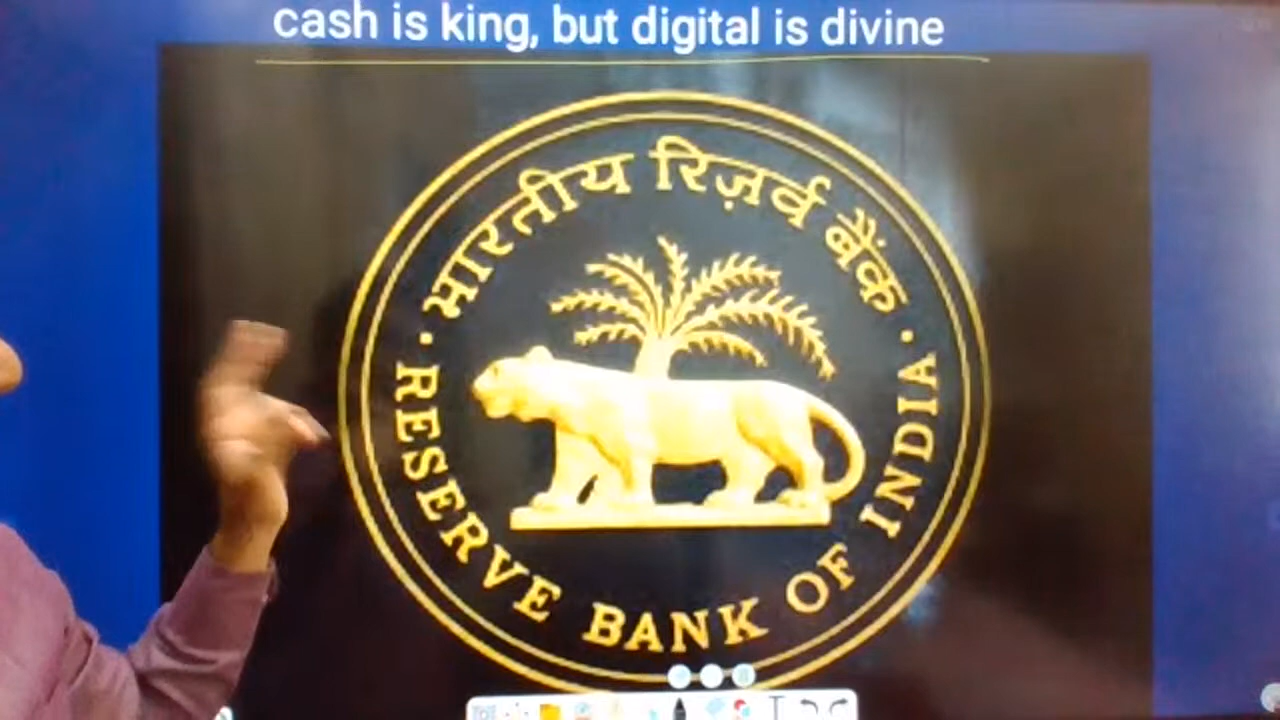 cash is king, but digital is divine
भारतीय रिज़र्व बैंक
RESERVE BANK OF INDIA